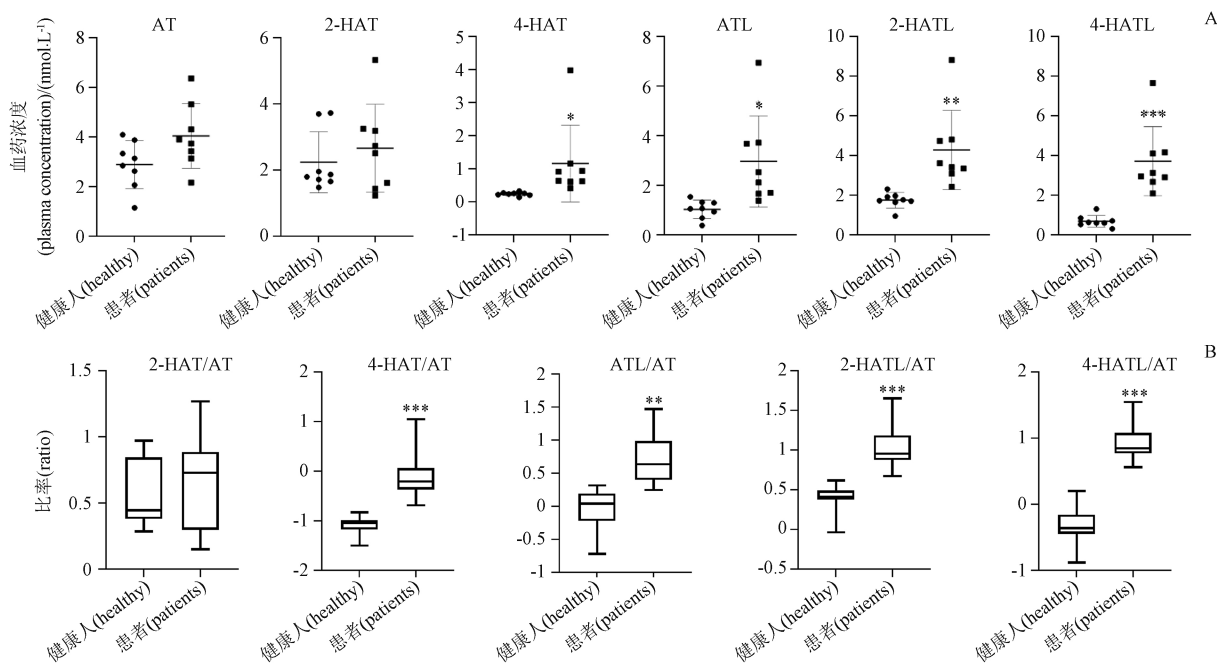 A
AT 2-HAT 4-HAT ATL 2-HATL 4-HATL
血药浓度
(plasma concentration)/(nmol·L⁻¹)
8 6 4 2 0
6 4 2 0
5 4 3 2 1 0 -1
8 6 4 2 0
10 8 6 4 2 0
10 8 6 4 2 0
* * ** ***
健康人(healthy) 患者(patients) 健康人(healthy) 患者(patients) 健康人(healthy) 患者(patients) 健康人(healthy) 患者(patients) 健康人(healthy) 患者(patients) 健康人(healthy) 患者(patients)
B
2-HAT/AT 4-HAT/AT ATL/AT 2-HATL/AT 4-HATL/AT
比率(ratio)
1.5 1 0.5 0
2 1 -0 -1 -2
2 1.5 1 0.5 0 -0.5 -1
2 1.5 1 0.5 0 -0.5
2 1 0 -1
*** ** *** ***
健康人(healthy) 患者(patients) 健康人(healthy) 患者(patients) 健康人(healthy) 患者(patients) 健康人(healthy) 患者(patients) 健康人(healthy) 患者(patients)